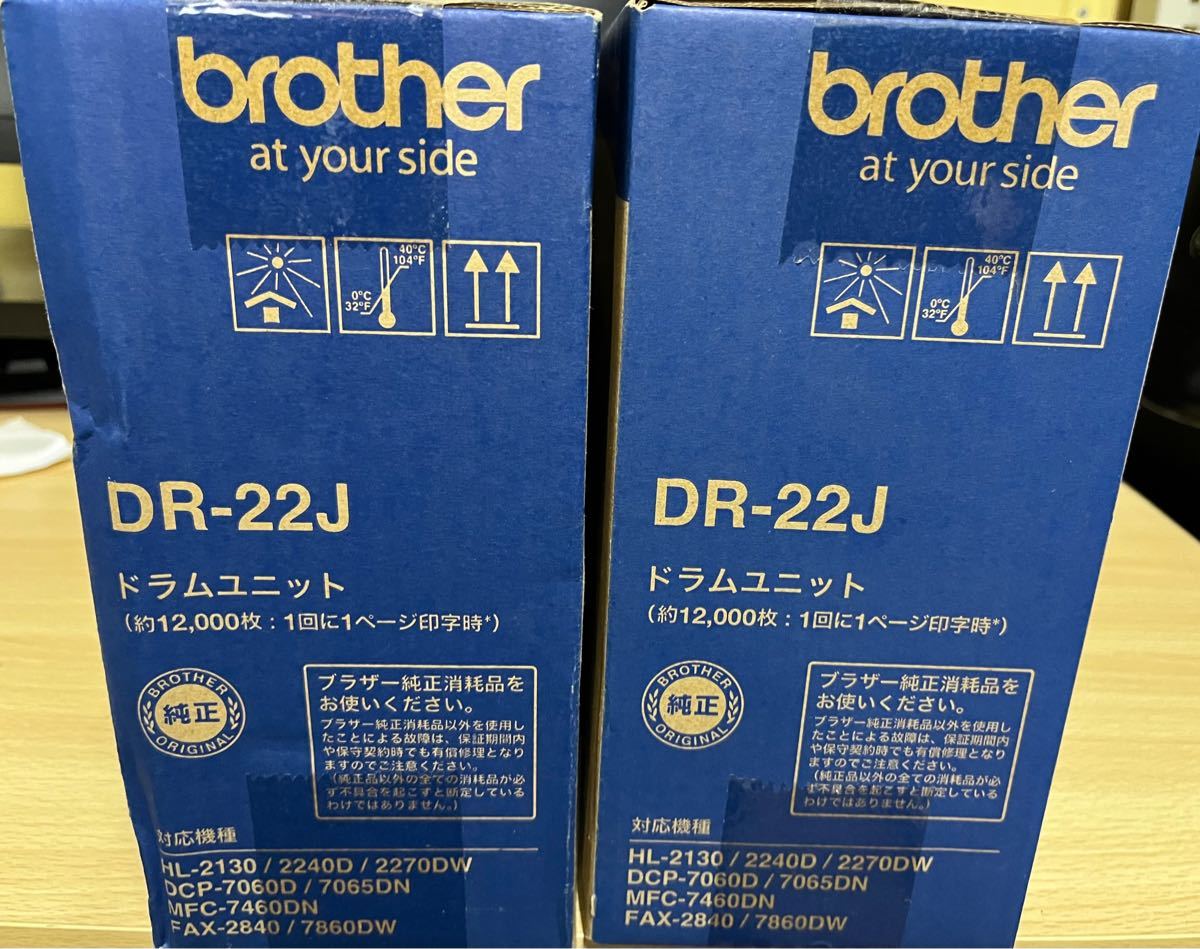 brother
at your side
40°C
104°F
0°C
32°F
DR-22J
ドラムユニット
(約12,000枚:1回に1ページ印字時*)
BROTHER
純正
ORIGINAL
ブラザー純正消耗品を
お使いください。
ブラザー純正消耗品以外を使用し
たことによる故障は、保証期間内
や保守契約時でも有償修理となり
ますのでご注意ください。
(純正品以外の全ての消耗品が必
ず不具合を起こすと断定している
わけではありません。)
対応機種
HL-2130 / 2240D / 2270DW
DCP-7060D / 7065DN
MFC-7460DN
FAX-2840 / 7860DW
brother
at your side
40°C
104°F
0°C
32°F
DR-22J
ドラムユニット
(約12,000枚:1回に1ページ印字時*)
BROTHER
純正
ORIGINAL
ブラザー純正消耗品を
お使いください。
ブラザー純正消耗品以外を使用し
たことによる故障は、保証期間内
や保守契約時でも有償修理となり
ますのでご注意ください。
(純正品以外の全ての消耗品が必
ず不具合を起こすと断定している
わけではありません。)
対応機種
HL-2130 / 2240D / 2270DW
DCP-7060D / 7065DN
MFC-7460DN
FAX-2840 / 7860DW